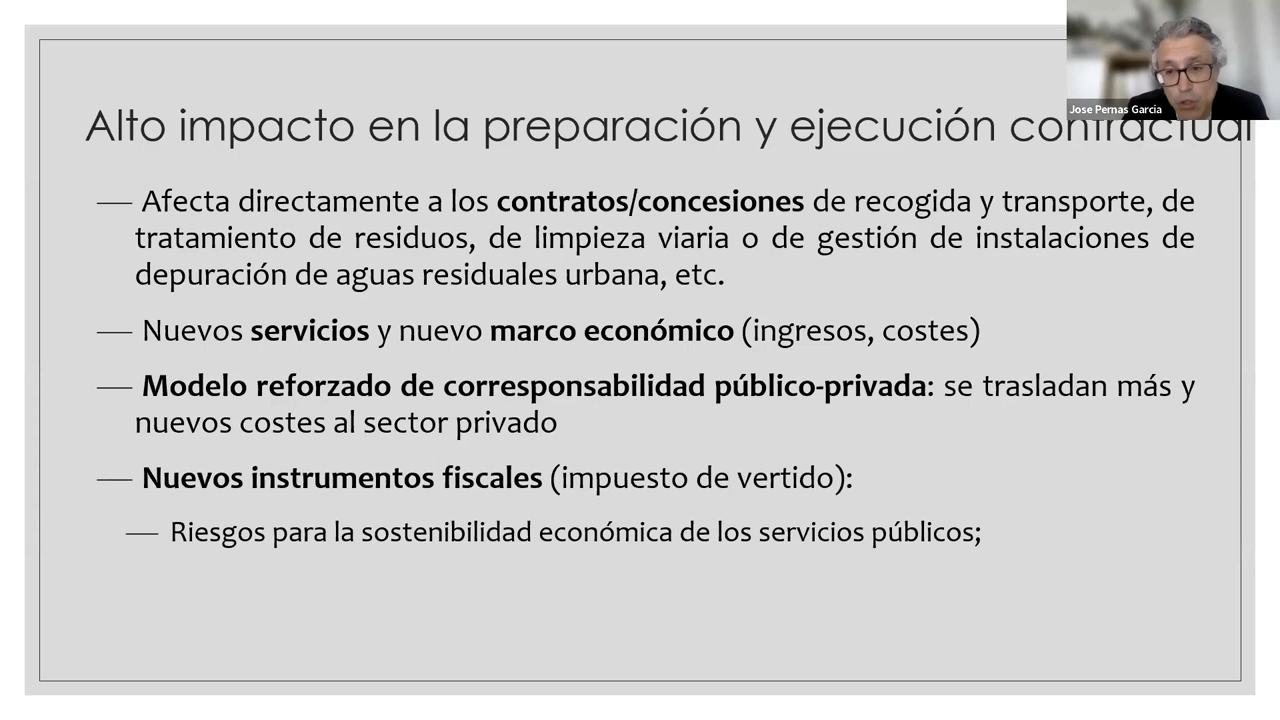 Alto impacto en la preparación y ejecución contractual
Jose Pernas Garcia
— Afecta directamente a los contratos/concesiones de recogida y transporte, de
tratamiento de residuos, de limpieza viaria o de gestión de instalaciones de
depuración de aguas residuales urbana, etc.
— Nuevos servicios y nuevo marco económico (ingresos, costes)
— Modelo reforzado de corresponsabilidad público-privada: se trasladan más y
nuevos costes al sector privado
— Nuevos instrumentos fiscales (impuesto de vertido):
— Riesgos para la sostenibilidad económica de los servicios públicos;